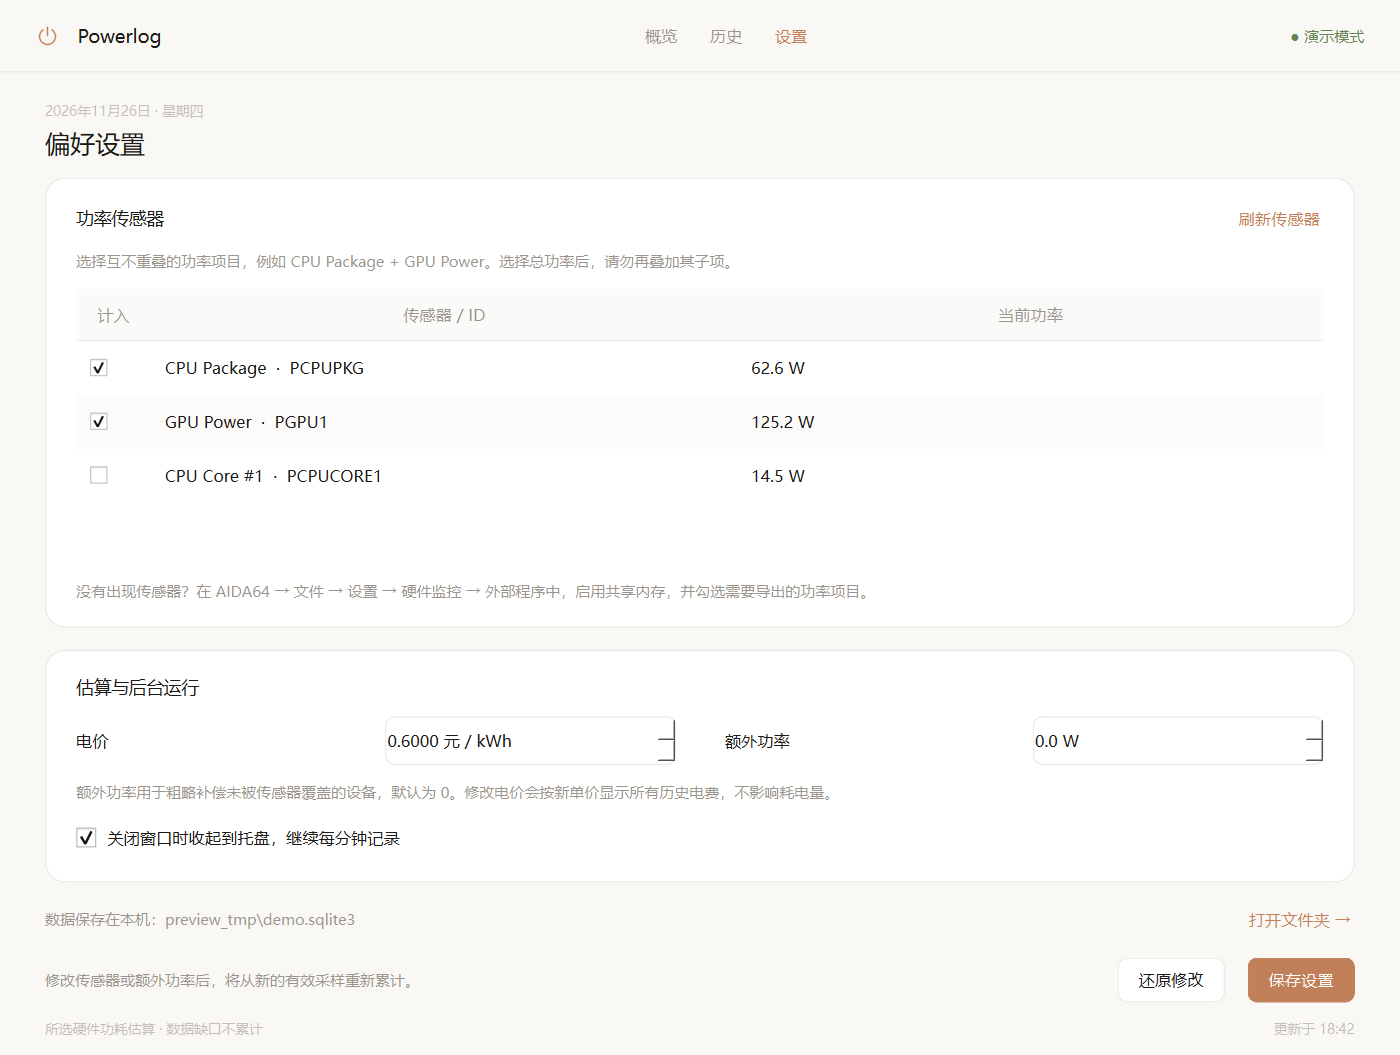 Powerlog
概览 历史 设置
● 演示模式
2026年11月26日 · 星期四
偏好设置
功率传感器
刷新传感器
选择互不重叠的功率项目，例如 CPU Package + GPU Power。选择总功率后，请勿再叠加其子项。
计入 传感器 / ID 当前功率
CPU Package · PCPUPKG 62.6 W
GPU Power · PGPU1 125.2 W
CPU Core #1 · PCPUCORE1 14.5 W
没有出现传感器？在 AIDA64 → 文件 → 设置 → 硬件监控 → 外部程序中，启用共享内存，并勾选需要导出的功率项目。
估算与后台运行
电价 0.6000 元 / kWh 额外功率 0.0 W
额外功率用于粗略补偿未被传感器覆盖的设备，默认为 0。修改电价会按新单价显示所有历史电费，不影响耗电量。
关闭窗口时收起到托盘，继续每分钟记录
数据保存在本机：preview_tmp\demo.sqlite3
打开文件夹 →
修改传感器或额外功率后，将从新的有效采样重新累计。
还原修改 保存设置
所选硬件功耗估算 · 数据缺口不累计
更新于 18:42